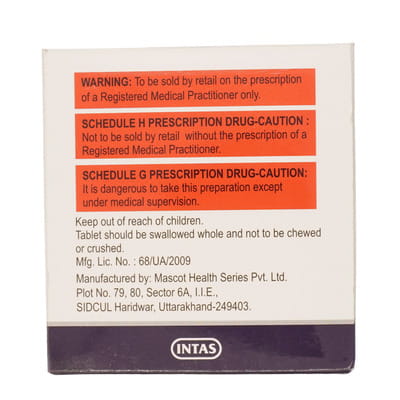 WARNING: To be sold by retail on the prescription
of a Registered Medical Practitioner only.
SCHEDULE H PRESCRIPTION DRUG-CAUTION :
Not to be sold by retail without the prescription of a
Registered Medical Practitioner.
SCHEDULE G PRESCRIPTION DRUG-CAUTION:
It is dangerous to take this preparation except
under medical supervision.
Keep out of reach of children.
Tablet should be swallowed whole and not to be chewed
or crushed.
Mfg. Lic. No. : 68/UA/2009
Manufactured by: Mascot Health Series Pvt. Ltd.
Plot No. 79, 80, Sector 6A, I.I.E.,
SIDCUL Haridwar, Uttarakhand-249403.
INTAS